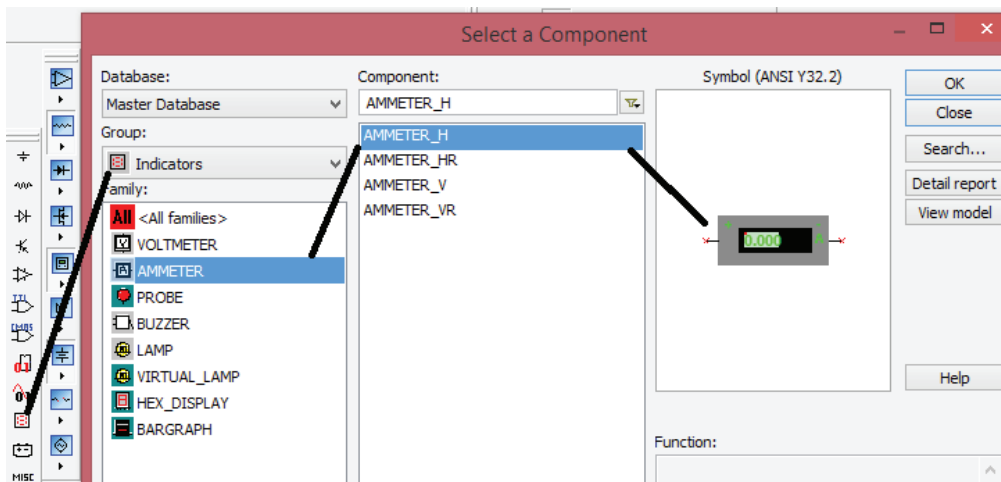 Select a Component
Database:
Master Database
Group:
Indicators
Family:
All <All families>
VOLTMETER
AMMETER
PROBE
BUZZER
LAMP
VIRTUAL_LAMP
HEX_DISPLAY
BARGRAPH
Component:
AMMETER_H
AMMETER_H
AMMETER_HR
AMMETER_V
AMMETER_VR
Symbol (ANSI Y32.2)
0.000
Function:
OK
Close
Search...
Detail report
View model
Help
TTL
CMOS
MISC